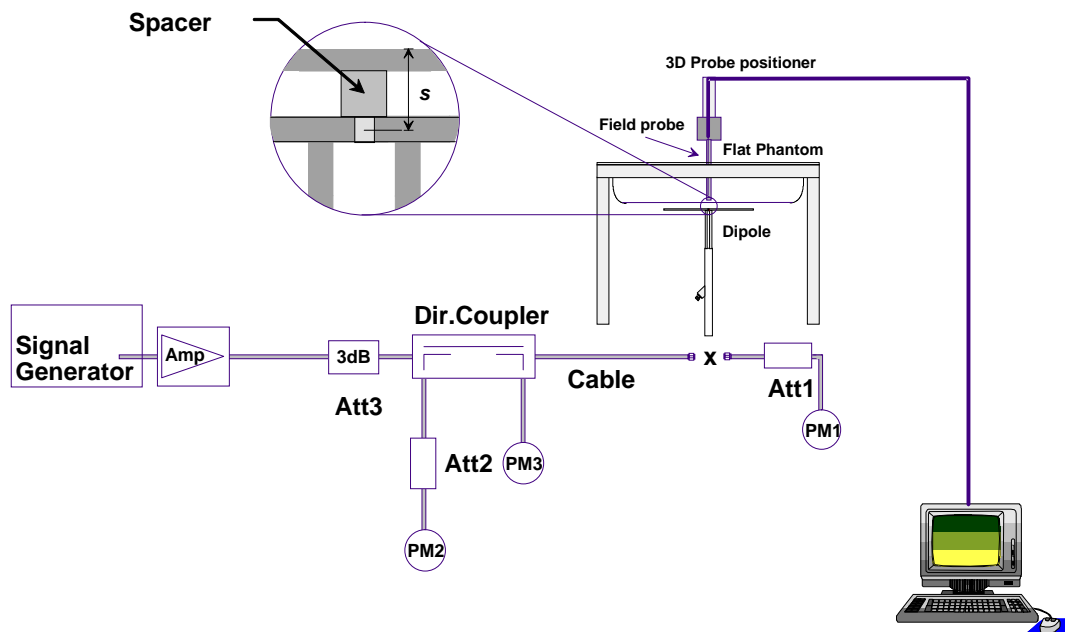 Spacer
s
3D Probe positioner
Field probe
Flat Phantom
Dipole
Dir.Coupler
Signal
Generator
Amp
3dB
Cable
x
Att1
Att3
PM1
Att2
PM3
PM2